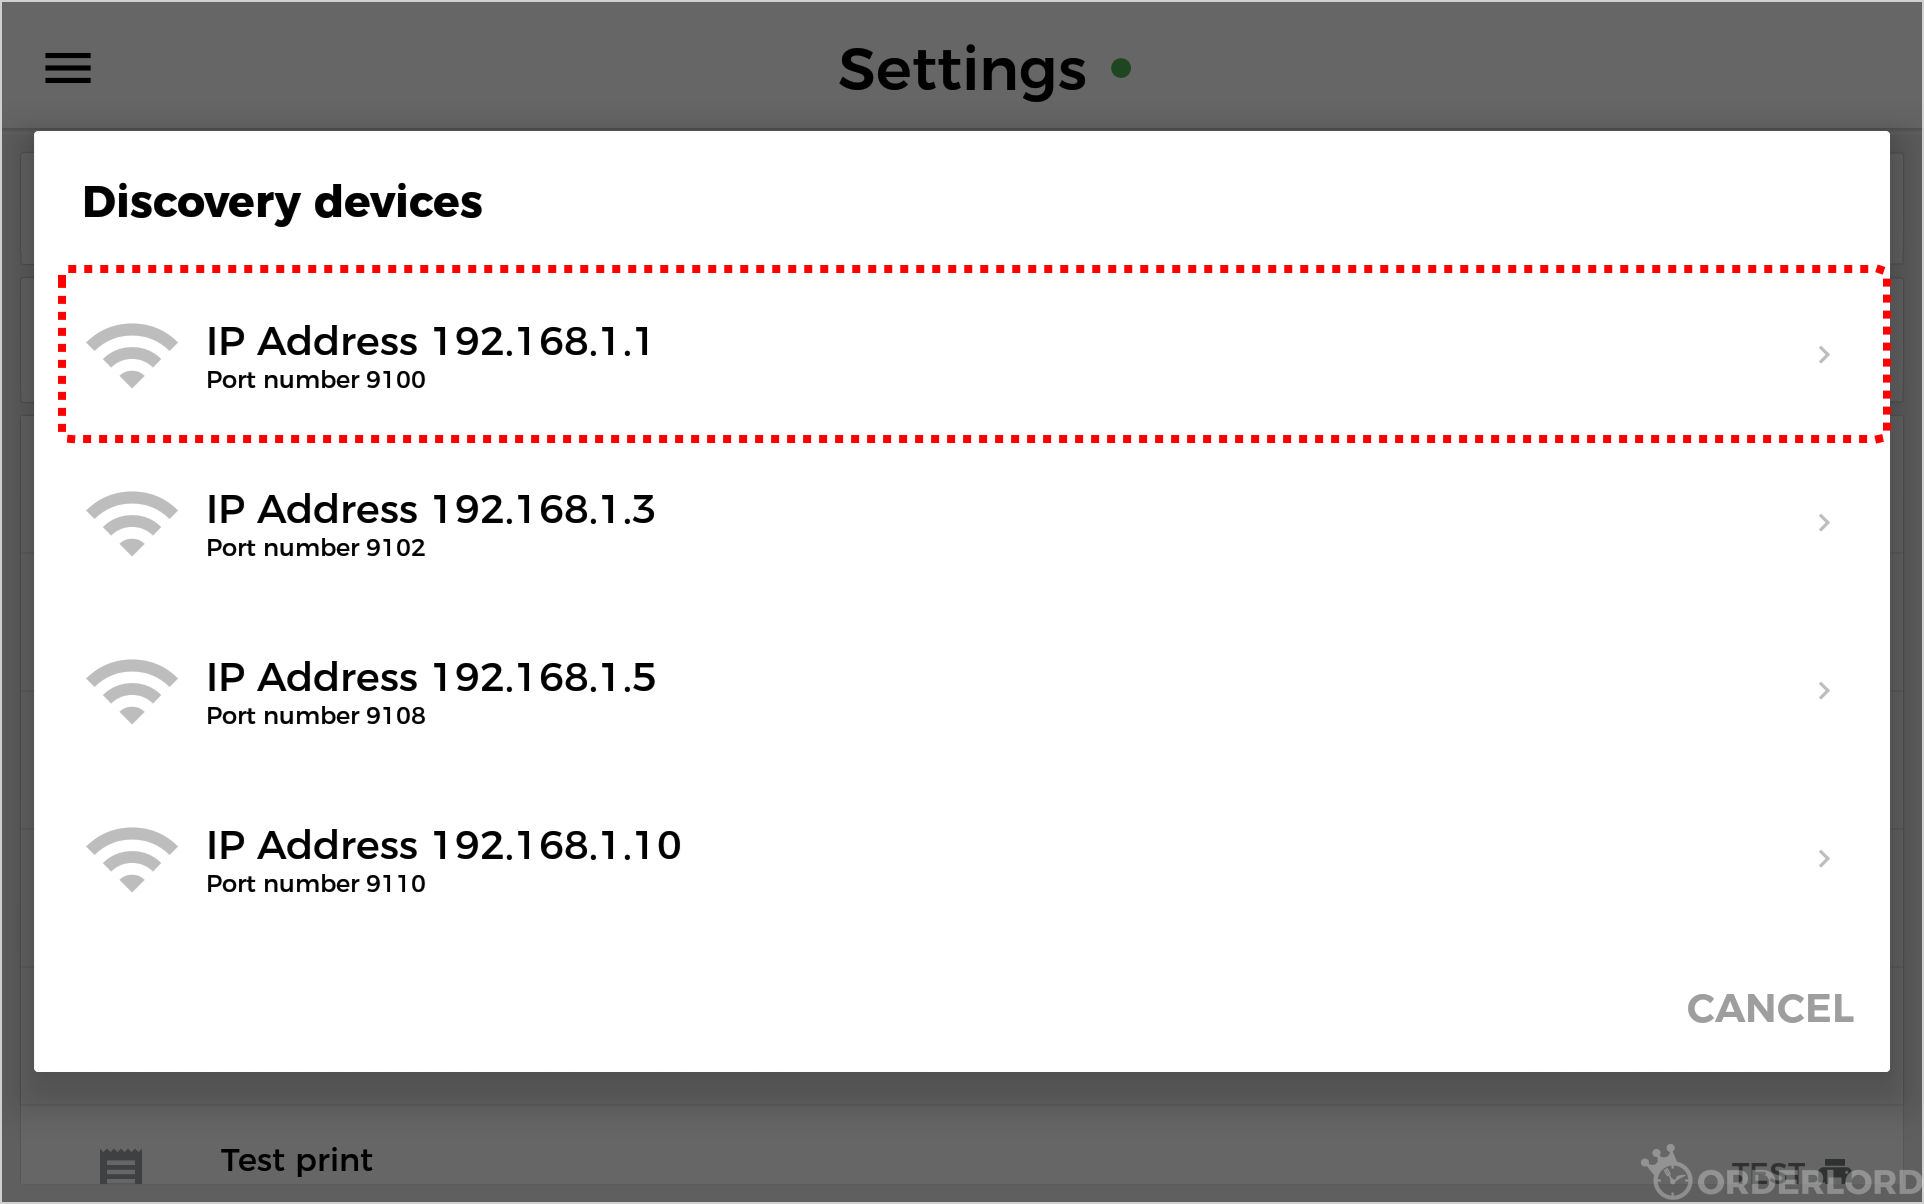 Settings
Discovery devices
IP Address 192.168.1.1
Port number 9100
IP Address 192.168.1.3
Port number 9102
IP Address 192.168.1.5
Port number 9108
IP Address 192.168.1.10
Port number 9110
CANCEL
Test print
TEST
ORDERLORD